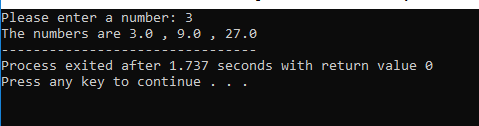 Please enter a number: 3
The numbers are 3.0 , 9.0 , 27.0
--------------------------------
Process exited after 1.737 seconds with return value 0
Press any key to continue . . .